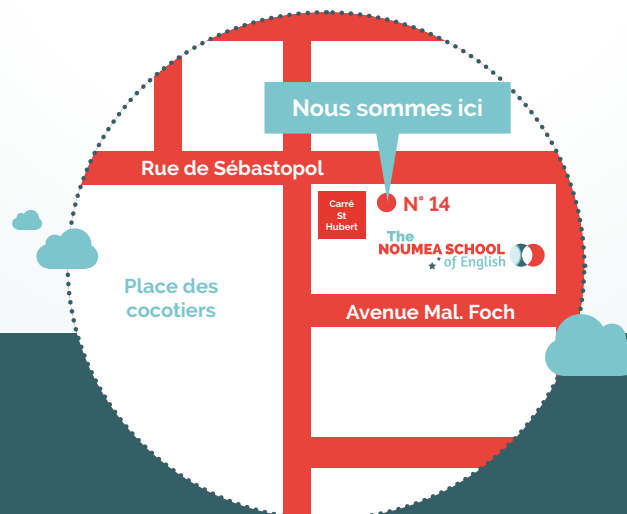 Nous sommes ici
Rue de Sébastopol
Carré
St
Hubert
N° 14
The
NOUMEA SCHOOL
of English
Place des
cocotiers
Avenue Mal. Foch